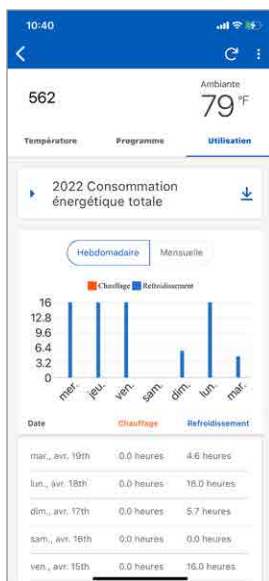 10:40
562
Ambiante
79 °F
Température Programme Utilisation
2022 Consommation
énergétique totale
Hebdomadaire Mensuelle
Chauffage Refroidissement
16
12.8
9.6
6.4
3.2
0
mer. jeu. ven. sam. dim. lun. mar.
Date Chauffage Refroidissement
mar., avr. 19th 0.0 heures 4.6 heures
lun., avr. 18th 0.0 heures 16.0 heures
dim., avr. 17th 0.0 heures 5.7 heures
sam., avr. 16th 0.0 heures 0.0 heures
ven., avr. 15th 0.0 heures 16.0 heures